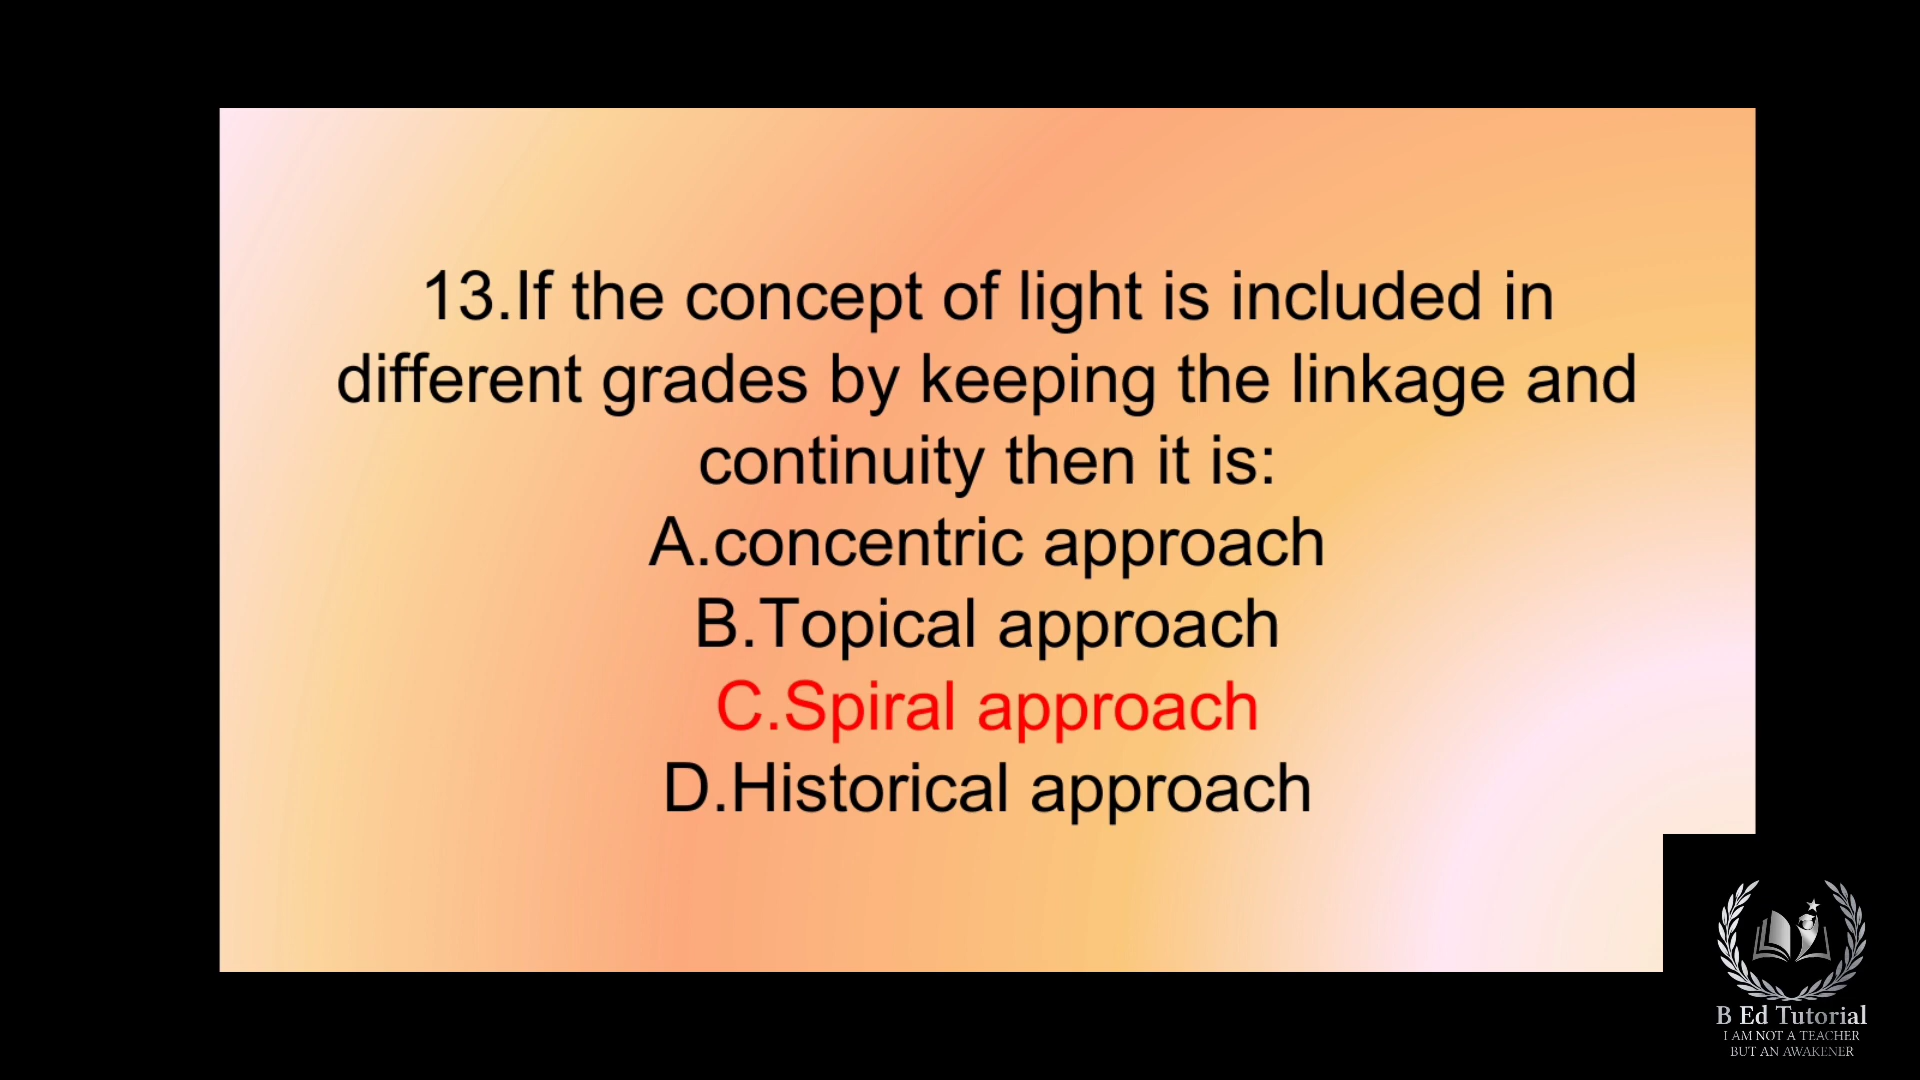 13.If the concept of light is included in
different grades by keeping the linkage and
continuity then it is:
A.concentric approach
B.Topical approach
C.Spiral approach
D.Historical approach
B Ed Tutorial
I AM NOT A TEACHER
BUT AN AWAKENER